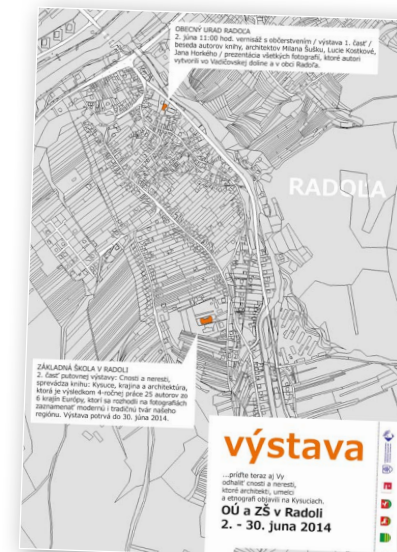 OBECNÝ ÚRAD RADOĽA
2. júna 11:00 hod. vernisáž s občerstvením / výstava 1. časť /
beseda autorov knihy, architektov Milana Šušku, Lucie Kostkové,
Jana Horkého / prezentácia všetkých fotografií, ktoré autori
vytvorili vo Vadičovskej doline a v obci Radoľa.
RADOĽA
ZÁKLADNÁ ŠKOLA V RADOLI
2. časť putovnej výstavy: Cnosti a neresti,
sprevádza knihu: Kysuce, krajina a architektúra,
ktorá je výsledkom 4-ročnej práce 25 autorov zo
6 krajín Európy, ktorí sa rozhodli na fotografiách
zaznamenať modernú i tradičnú tvár našeho
regiónu. Výstava potrvá do 30. júna 2014.
výstava
...príďte teraz aj Vy
odhaliť cnosti a neresti,
ktoré architekti, umelci
a etnografi objavili na Kysuciach.
OÚ a ZŠ v Radoli
2. - 30. juna 2014